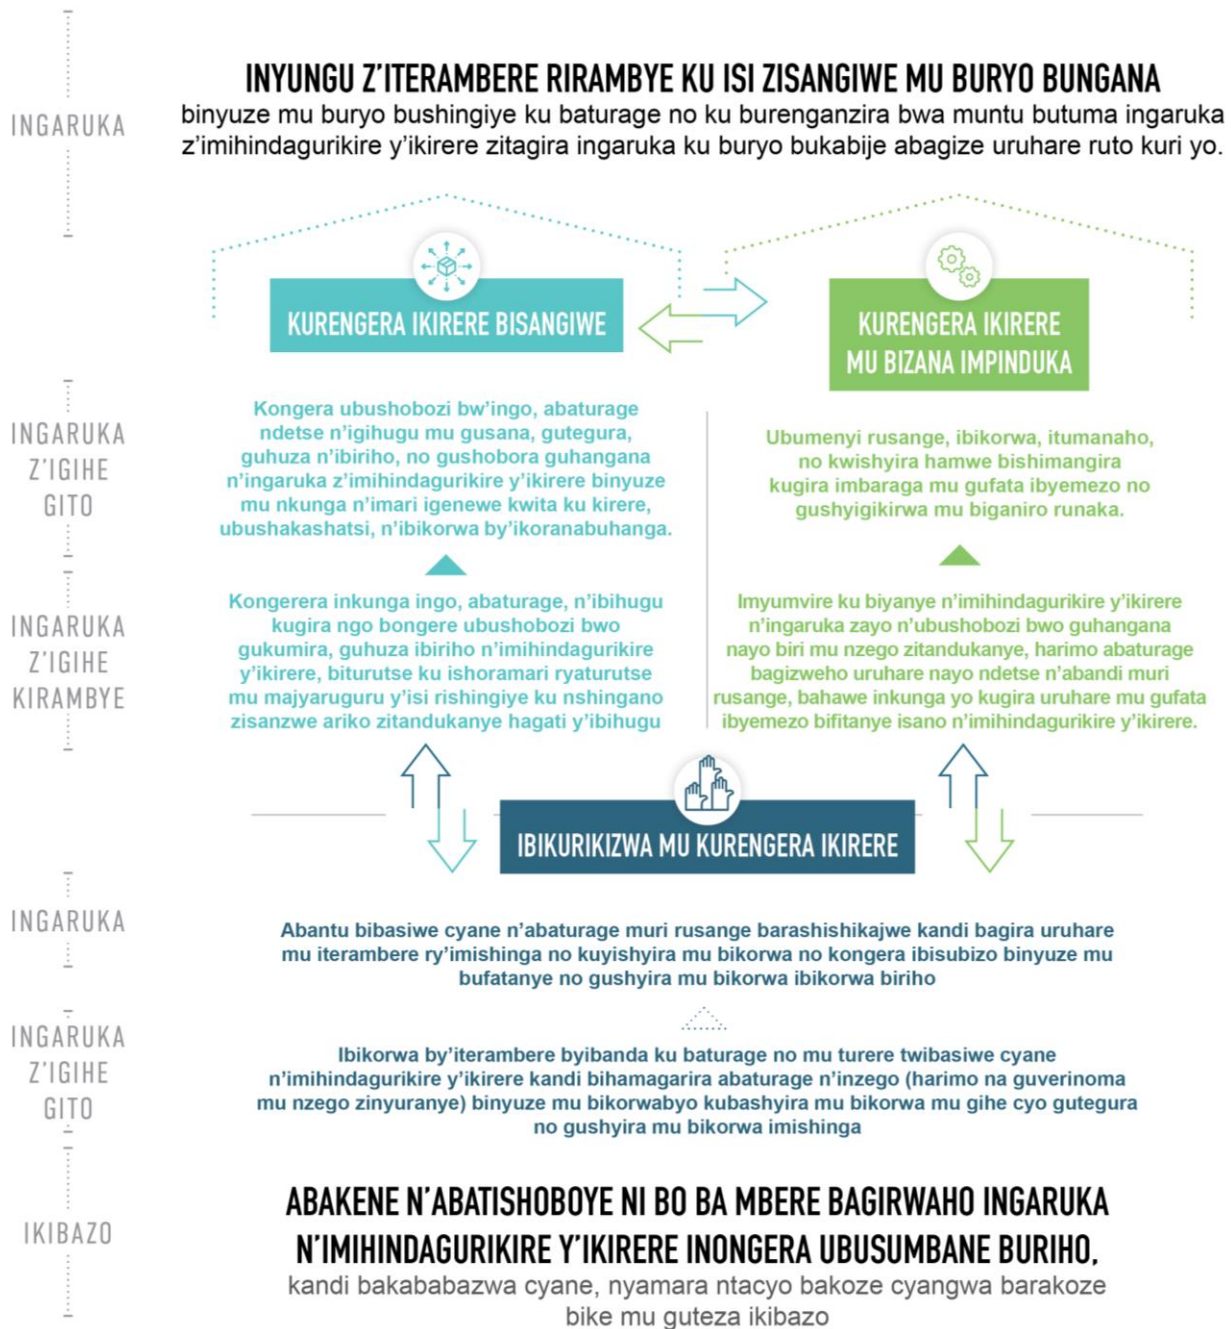 INGARUKA
INYUNGU Z'ITERAMBERE RIRAMBYE KU ISI ZISANGIWE MU BURYO BUNGANA
binyuze mu buryo bushingiye ku baturage no ku burenganzira bwa muntu butuma ingaruka
z'imihindagurikire y'ikirere zitagira ingaruka ku buryo bukabije abagize uruhare ruto kuri yo.
KURENGERA IKIRERE BISANGIWE
KURENGERA IKIRERE
MU BIZANA IMPINDUKA
INGARUKA
Z'IGIHE
GITO
Kongera ubushobozi bw'ingo, abaturage
ndetse n'igihugu mu gusana, gutegura,
guhuza n'ibiriho, no gushobora guhangana
n'ingaruka z'imihindagurikire y'ikirere binyuze
mu nkunga n'imari igenewe kwita ku kirere,
ubushakashatsi, n'ibikorwa by'ikoranabuhanga.
Ubumenyi rusange, ibikorwa, itumanaho,
no kwishyira hamwe bishimangira
kugira imbaraga mu gufata ibyemezo no
gushyigikirwa mu biganiro runaka.
INGARUKA
Z'IGIHE
KIRAMBYE
Kongerera inkunga ingo, abaturage, n'ibihugu
kugira ngo bongere ubushobozi bwo
gukumira, guhuza ibiriho n'imihindagurikire
y'ikirere, biturutse ku ishoramari ryaturutse
mu majyaruguru y'isi rishingiye ku nshingano
zisanzwe ariko zitandukanye hagati y'ibihugu
Imyumvire ku biyanye n'imihindagurikire y'ikirere
n'ingaruka zayo n'ubushobozi bwo guhangana
nayo biri mu nzego zitandukanye, harimo abaturage
bagizweho uruhare nayo ndetse n'abandi muri
rusange, bahawe inkunga yo kugira uruhare mu gufata
ibyemezo bifitanye isano n'imihindagurikire y'ikirere.
IBIKURIKIZWA MU KURENGERA IKIRERE
INGARUKA
Abantu bibasiwe cyane n'abaturage muri rusange barashishikajwe kandi bagira uruhare
mu iterambere ry'imishinga no kuyishyira mu bikorwa no kongera ibisubizo binyuze mu
bufatanye no gushyira mu bikorwa ibikorwa biriho
INGARUKA
Z'IGIHE
GITO
Ibikorwa by'iterambere byibanda ku baturage no mu turere twibasiwe cyane
n'imihindagurikire y'ikirere kandi bihamagarira abaturage n'inzego (harimo na guverinoma
mu nzego zinyuranye) binyuze mu bikorwabyo kubashyira mu bikorwa mu gihe cyo gutegura
no gushyira mu bikorwa imishinga
IKIBAZO
ABAKENE N'ABATISHOBOYE NI BO BA MBERE BAGIRWAHO INGARUKA
N'IMIHINDAGURIKIRE Y'IKIRERE INONGERA UBUSUMBANE BURIHO,
kandi bakababazwa cyane, nyamara ntacyo bakoze cyangwa barakoze
bike mu guteza ikibazo